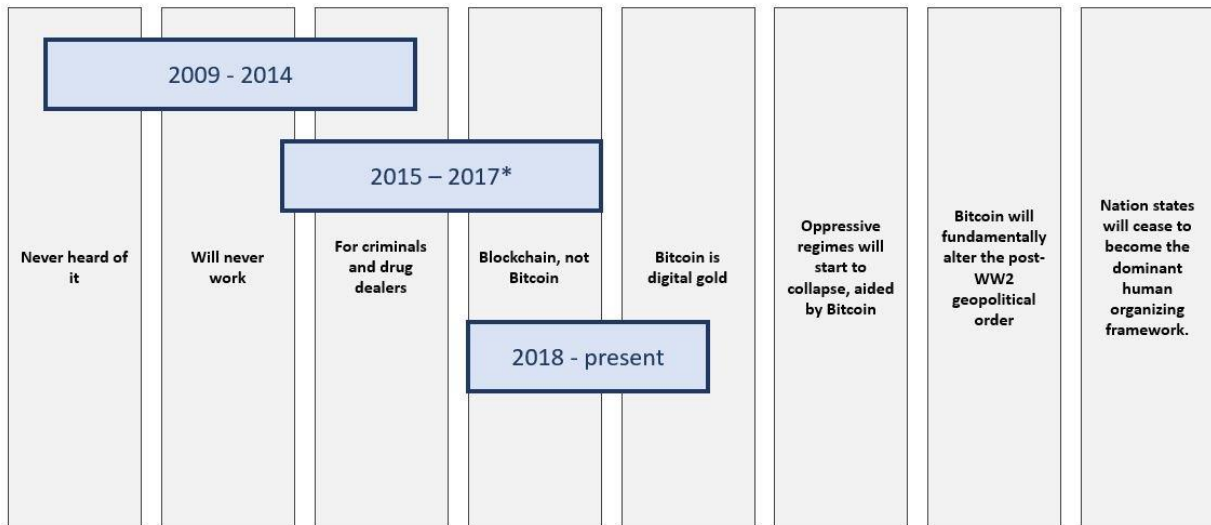 2009 - 2014
2015 – 2017*
Never heard of
it
Will never
work
For criminals
and drug
dealers
Blockchain, not
Bitcoin
Bitcoin is
digital gold
Oppressive
regimes will
start to
collapse, aided
by Bitcoin
Bitcoin will
fundamentally
alter the post-
WW2
geopolitical
order
Nation states
will cease to
become the
dominant
human
organizing
framework.
2018 - present